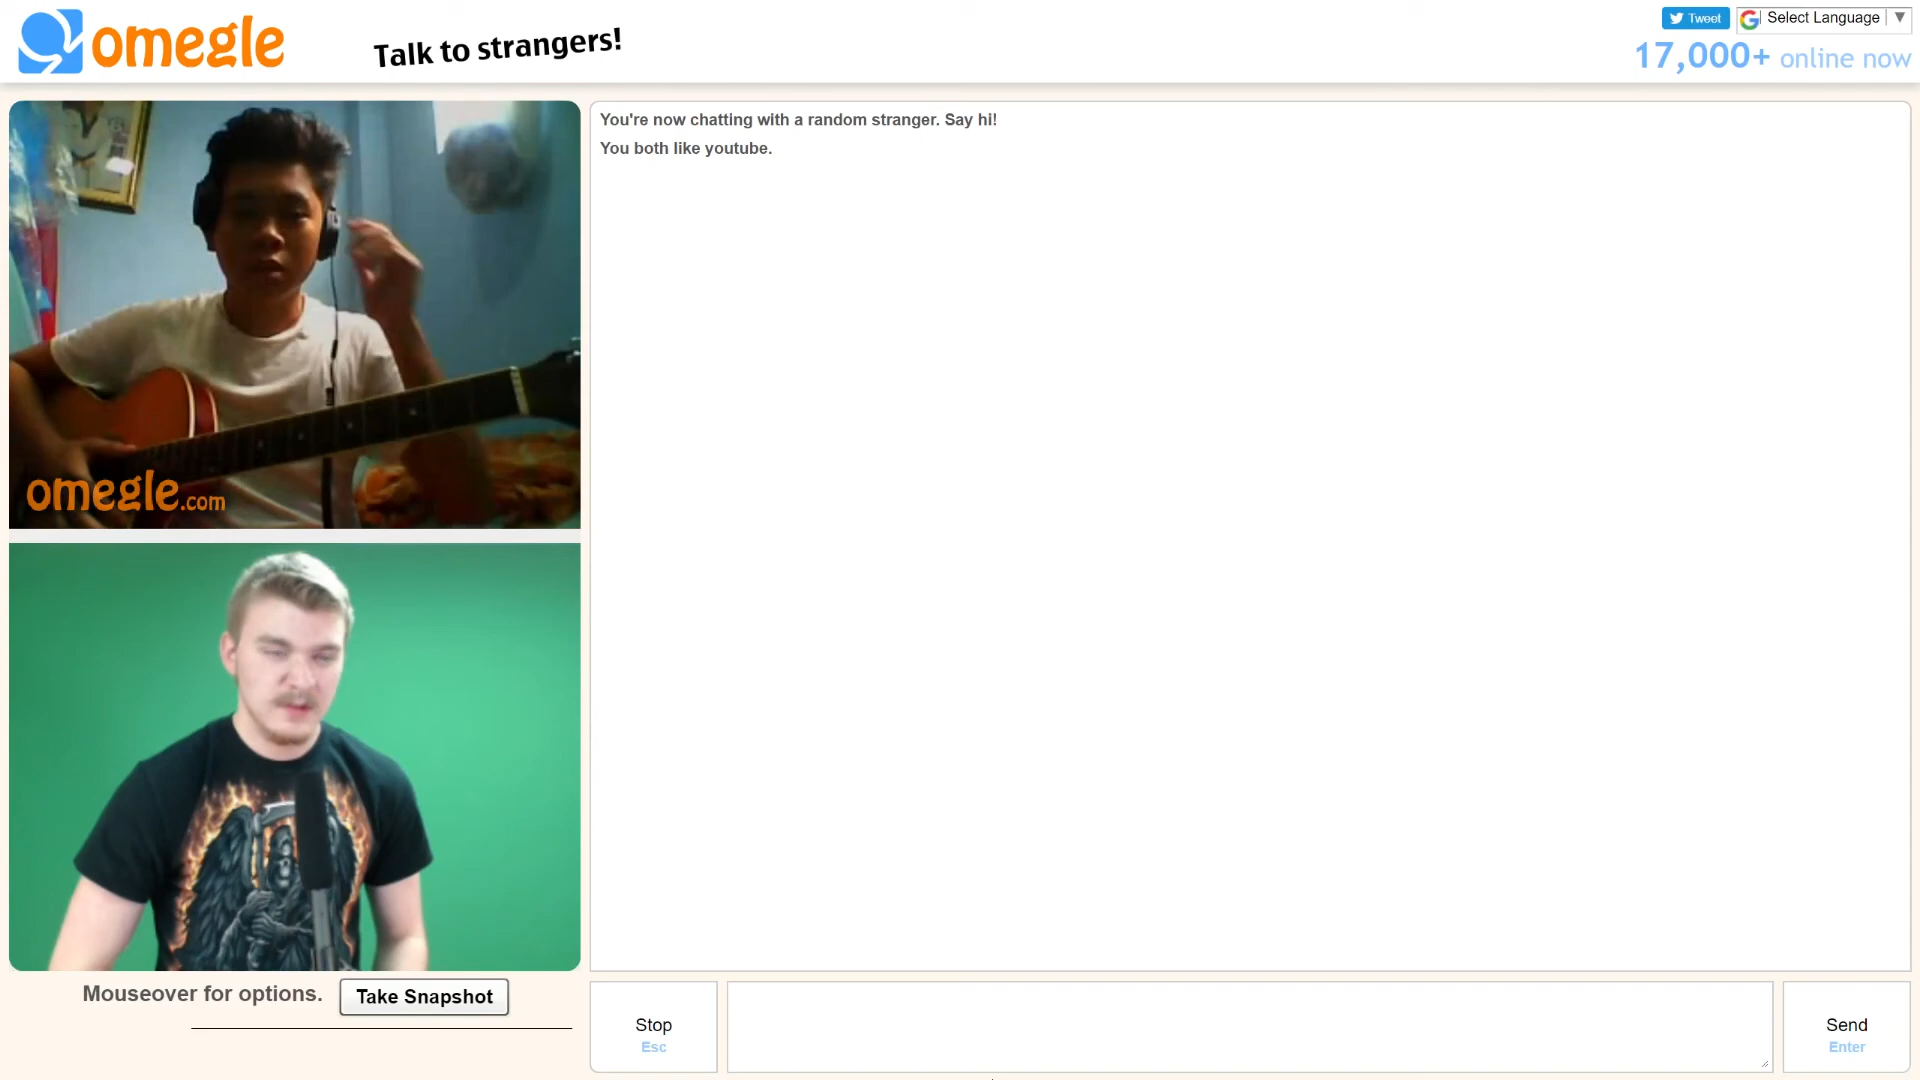 omegle
Talk to strangers!
Tweet
Select Language
17,000+ online now
You're now chatting with a random stranger. Say hi!
You both like youtube.
omegle.com
Mouseover for options.
Take Snapshot
Stop
Esc
Send
Enter